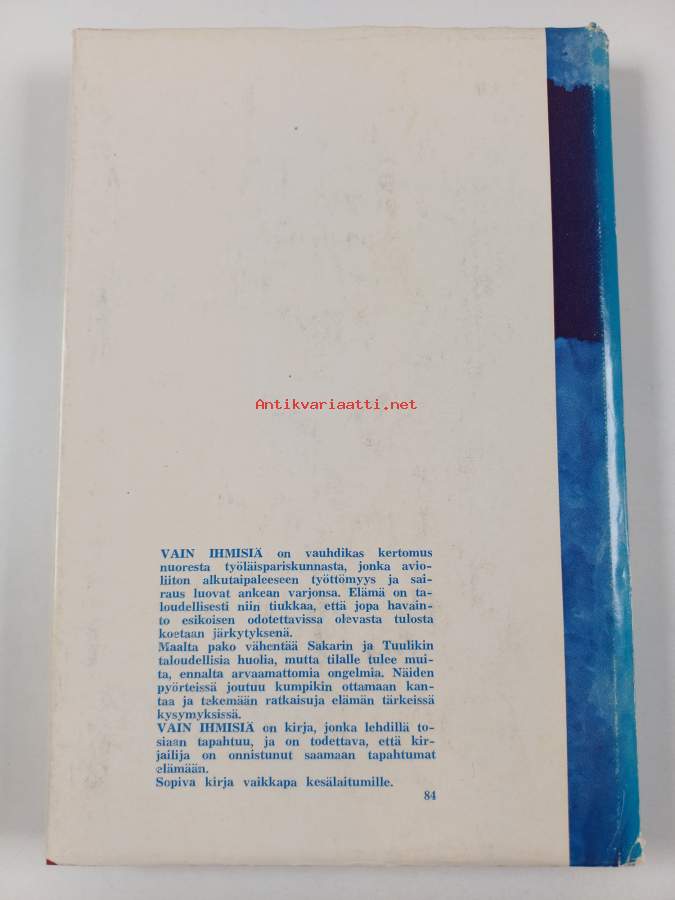 Antikvariaatti.net
VAIN IHMISIÄ on vauhdikas kertomus
nuoresta työläispariskunnasta, jonka avio-
liiton alkutaipaleeseen työttömyys ja sai-
raus luovat ankean varjonsa. Elämä on ta-
loudellisesti niin tiukkaa, että jopa havain-
to esikoisen odotettavissa olevasta tulosta
koetaan järkytyksenä.
Maalta pako vähentää Sakarin ja Tuulikin
taloudellisia huolia, mutta tilalle tulee mui-
ta, ennalta arvaamattomia ongelmia. Näiden
pyörteissä joutuu kumpikin ottamaan kan-
taa ja tekemään ratkaisuja elämän tärkeissä
kysymyksissä.
VAIN IHMISIÄ on kirja, jonka lehdillä to-
siaan tapahtuu, ja on todettava, että kir-
jailija on onnistunut saamaan tapahtumat
elämään.
Sopiva kirja vaikkapa kesälaitumille.
84